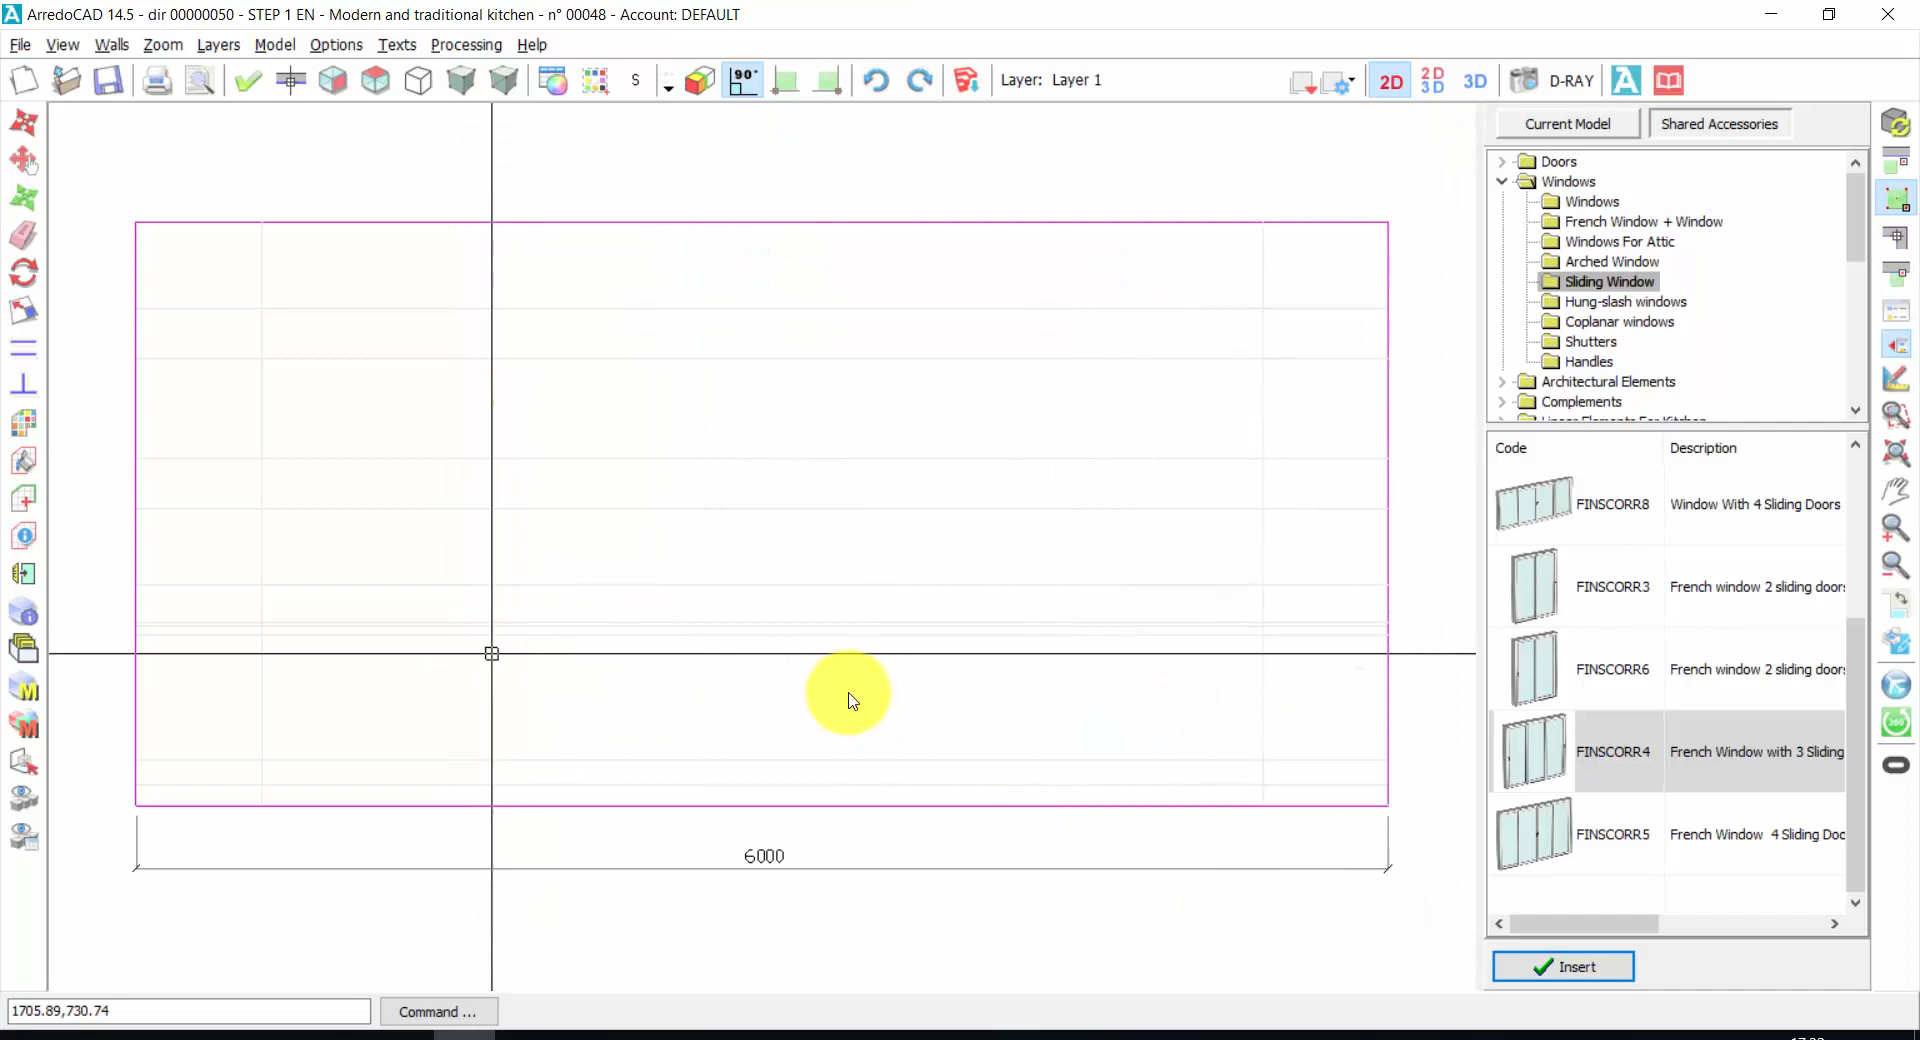 ArredoCAD 14.5 - dir 00000050 - STEP 1 EN - Modern and traditional kitchen - n° 00048 - Account: DEFAULT
File View Walls Zoom Layers Model Options Texts Processing Help
S 90° Layer: Layer 1 2D 2D 3D 3D D-RAY
Current Model Shared Accessories
Doors
Windows
Windows
French Window + Window
Windows For Attic
Arched Window
Sliding Window
Hung-slash windows
Coplanar windows
Shutters
Handles
Architectural Elements
Complements
Code Description
FINSCORR8 Window With 4 Sliding Doors
FINSCORR3 French window 2 sliding doors
FINSCORR6 French window 2 sliding doors
FINSCORR4 French Window with 3 Sliding
FINSCORR5 French Window 4 Sliding Doo
6000
Insert
1705.89,730.74 Command ...